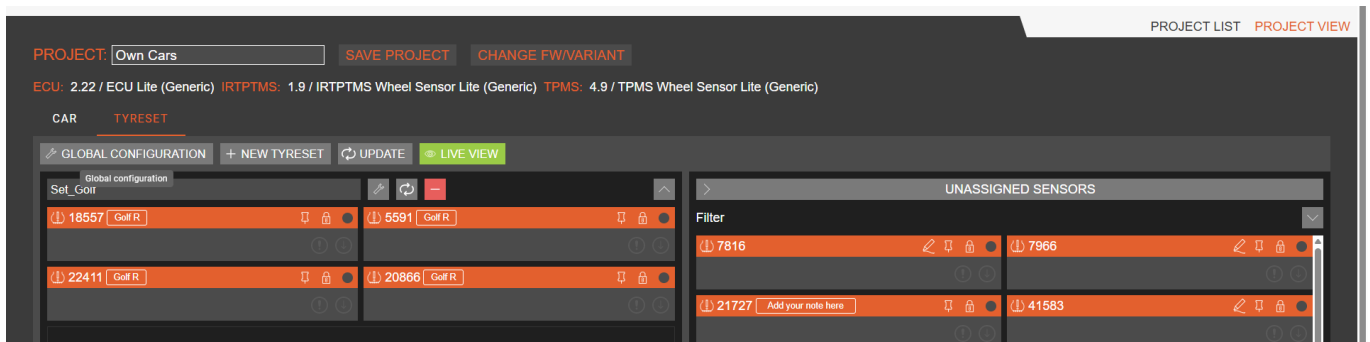 PROJECT LIST PROJECT VIEW
PROJECT: Own Cars SAVE PROJECT CHANGE FW/VARIANT
ECU: 2.22 / ECU Lite (Generic) IRTPTMS: 1.9 / IRTPTMS Wheel Sensor Lite (Generic) TPMS: 4.9 / TPMS Wheel Sensor Lite (Generic)
CAR TYRESET
GLOBAL CONFIGURATION + NEW TYRESET UPDATE LIVE VIEW
Global configuration
Set_Golf
UNASSIGNED SENSORS
Filter
18557 Golf R 5591 Golf R
22411 Golf R 20866 Golf R
7816 7966
21727 Add your note here 41583